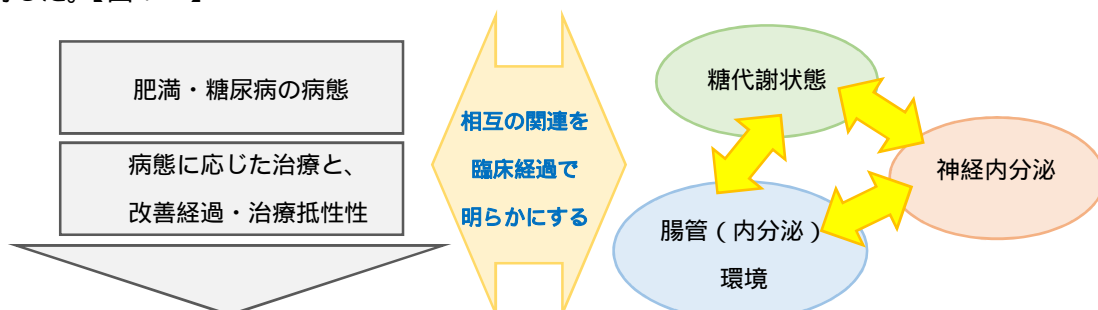 肥満・糖尿病の病態
病態に応じた治療と、
改善経過・治療抵性性
相互の関連を
臨床経過で
明らかにする
糖代謝状態
神経内分泌
腸管（内分泌）
環境